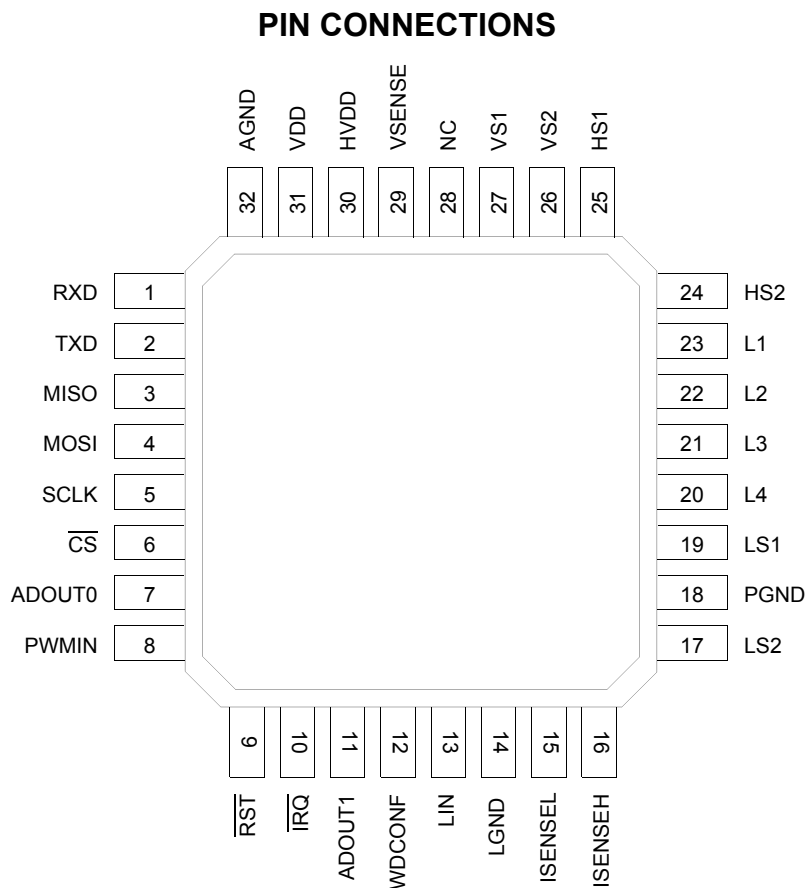 PIN CONNECTIONS
AGND
VDD
HVDD
VSENSE
NC
VS1
VS2
HS1
32
31
30
29
28
27
26
25
RXD 1
TXD 2
MISO 3
MOSI 4
SCLK 5
C̅S̅ 6
ADOUT0 7
PWMIN 8
24 HS2
23 L1
22 L2
21 L3
20 L4
19 LS1
18 PGND
17 LS2
9
10
11
12
13
14
15
16
R̅S̅T̅
I̅R̅Q̅
ADOUT1
WDCONF
LIN
LGND
ISENSEL
ISENSEH